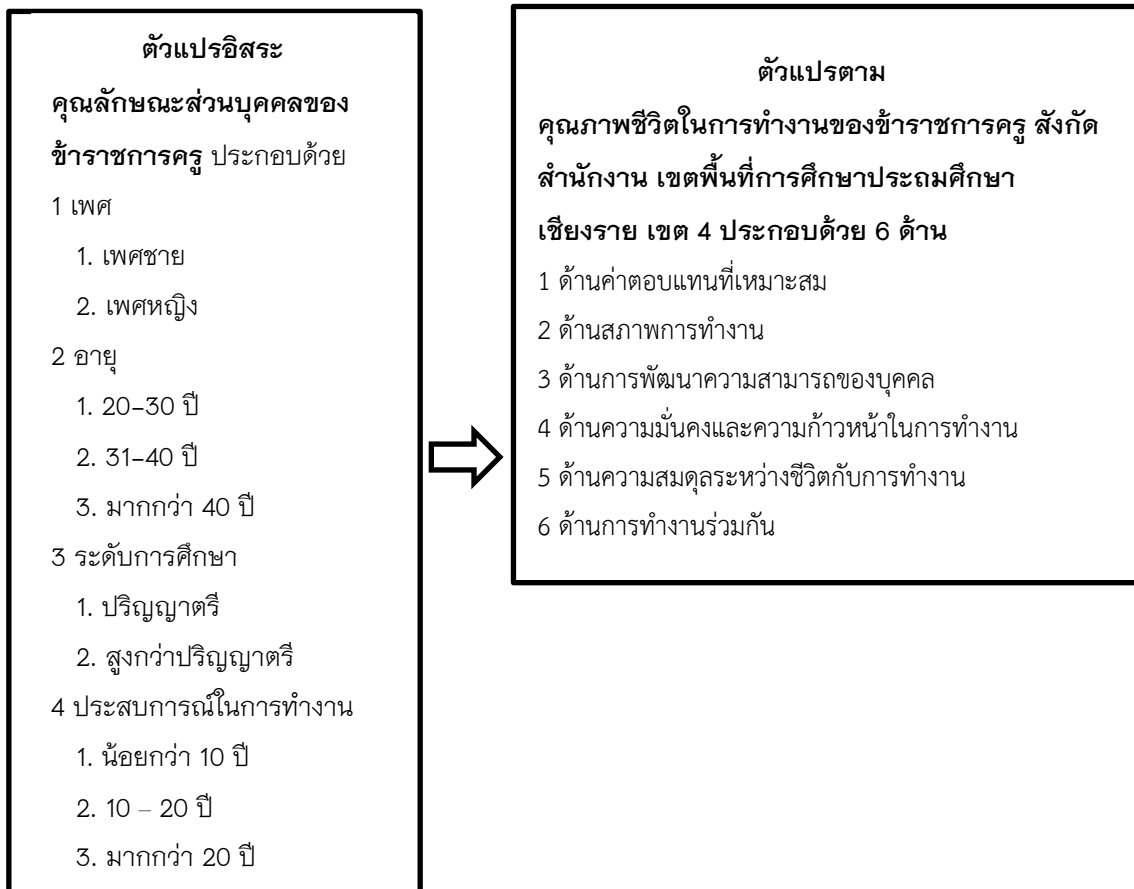 ตัวแปรอิสระ
คุณลักษณะส่วนบุคคลของ
ข้าราชการครู ประกอบด้วย
1 เพศ
1. เพศชาย
2. เพศหญิง
2 อายุ
1. 20-30 ปี
2. 31-40 ปี
3. มากกว่า 40 ปี
3 ระดับการศึกษา
1. ปริญญาตรี
2. สูงกว่าปริญญาตรี
4 ประสบการณ์ในการทำงาน
1. น้อยกว่า 10 ปี
2. 10 – 20 ปี
3. มากกว่า 20 ปี
ตัวแปรตาม
คุณภาพชีวิตในการทำงานของข้าราชการครู สังกัด
สำนักงาน เขตพื้นที่การศึกษาประถมศึกษา
เชียงราย เขต 4 ประกอบด้วย 6 ด้าน
1 ด้านค่าตอบแทนที่เหมาะสม
2 ด้านสภาพการทำงาน
3 ด้านการพัฒนาความสามารถของบุคคล
4 ด้านความมั่นคงและความก้าวหน้าในการทำงาน
5 ด้านความสมดุลระหว่างชีวิตกับการทำงาน
6 ด้านการทำงานร่วมกัน